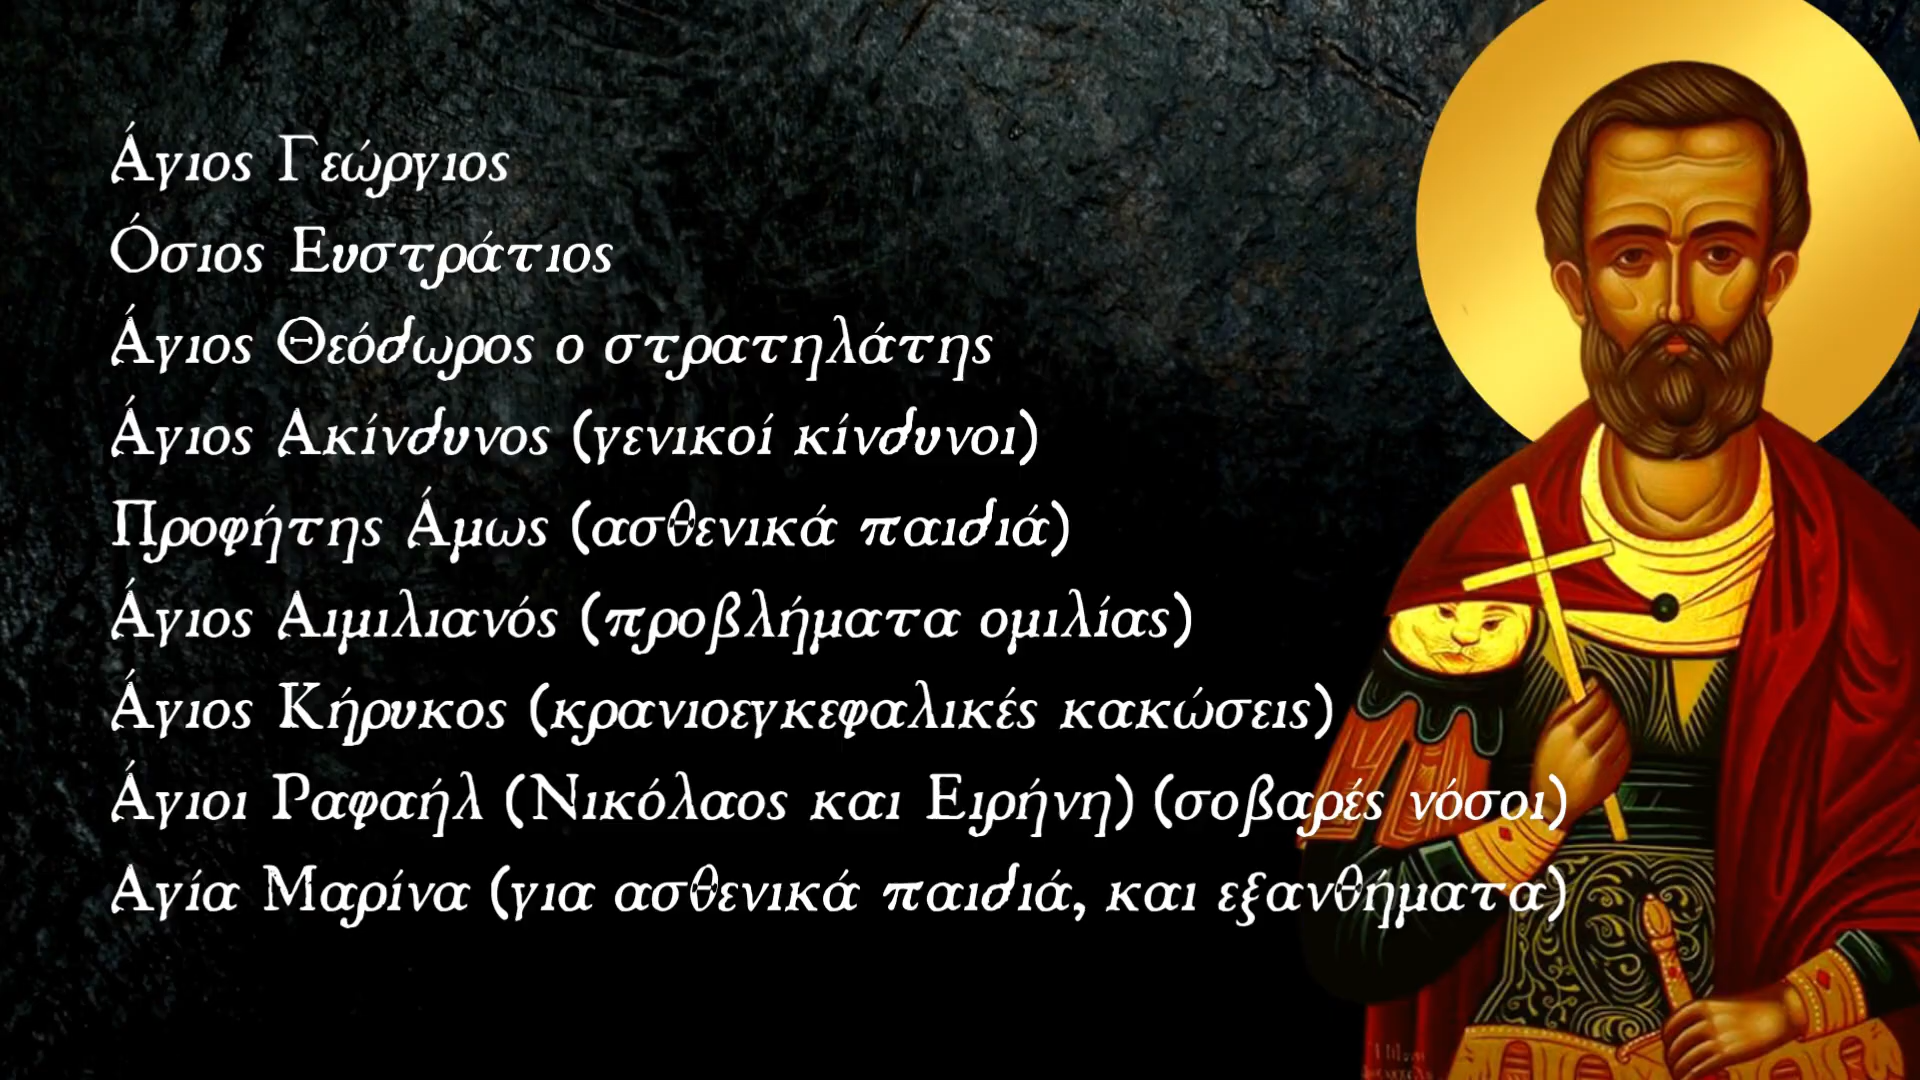 Άγιος Γεώργιος
Όσιος Ευστράτιος
Άγιος Θεόδωρος ο στρατηλάτης
Άγιος Ακίνδυνος (γενικοί κίνδυνοι)
Προφήτης Άμως (ασθενικά παιδιά)
Άγιος Αιμιλιανός (προβλήματα ομιλίας)
Άγιος Κήρυκος (κρανιοεγκεφαλικές κακώσεις)
Άγιοι Ραφαήλ (Νικόλαος και Ειρήνη) (σοβαρές νόσοι)
Αγία Μαρίνα (για ασθενικά παιδιά, και εξανθήματα)